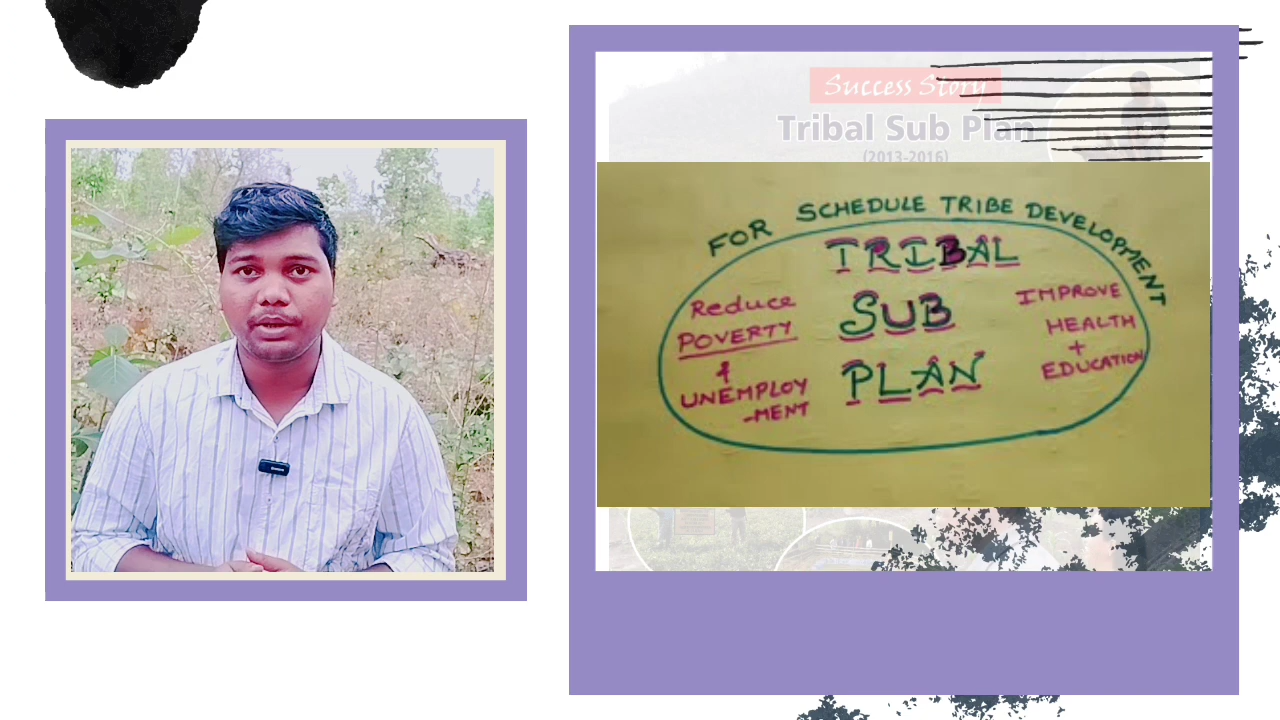 Success Story
Tribal Sub Plan
(2013-2016)
FOR SCHEDULE TRIBE DEVELOPMENT
TRIBAL
SUB
PLAN
Reduce
POVERTY
&
UNEMPLOY
-MENT
IMPROVE
HEALTH
+
EDUCATION